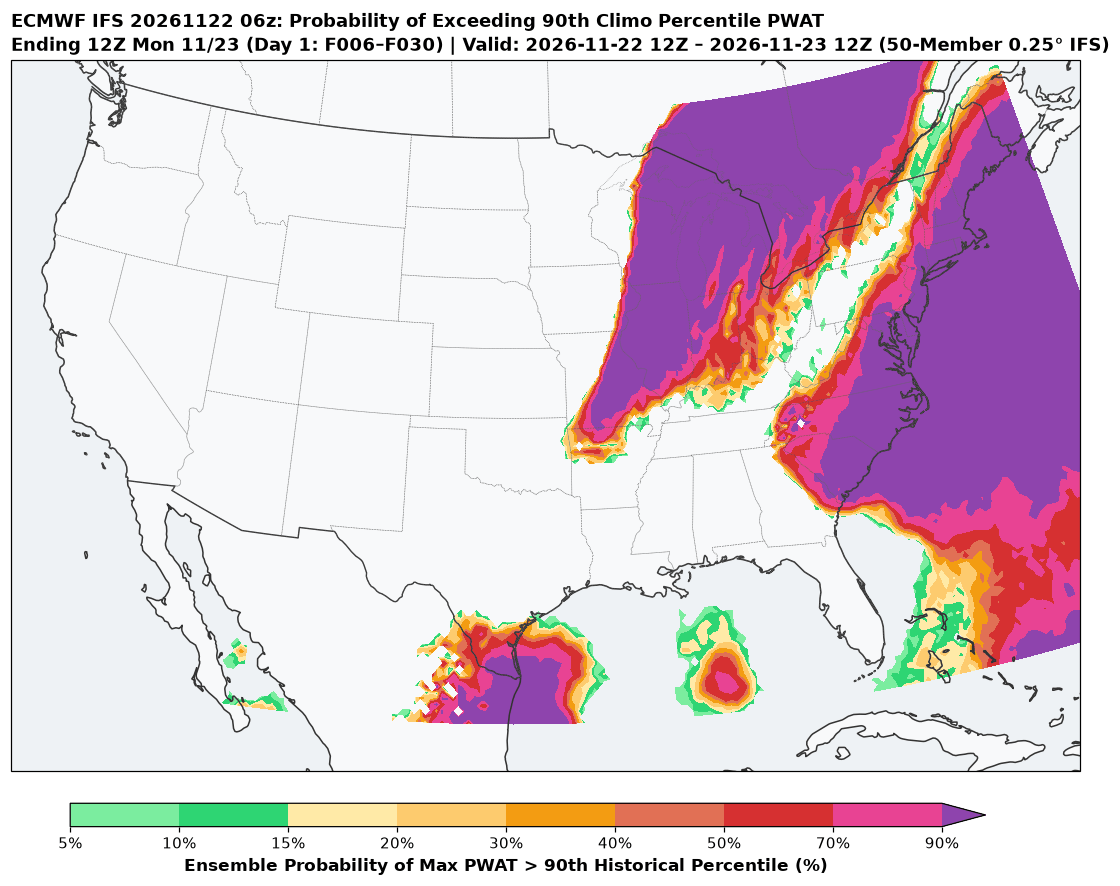 ECMWF IFS 20261122 06z: Probability of Exceeding 90th Climo Percentile PWAT
Ending 12Z Mon 11/23 (Day 1: F006–F030) | Valid: 2026-11-22 12Z – 2026-11-23 12Z (50-Member 0.25° IFS)
5% 10% 15% 20% 30% 40% 50% 70% 90%
Ensemble Probability of Max PWAT > 90th Historical Percentile (%)